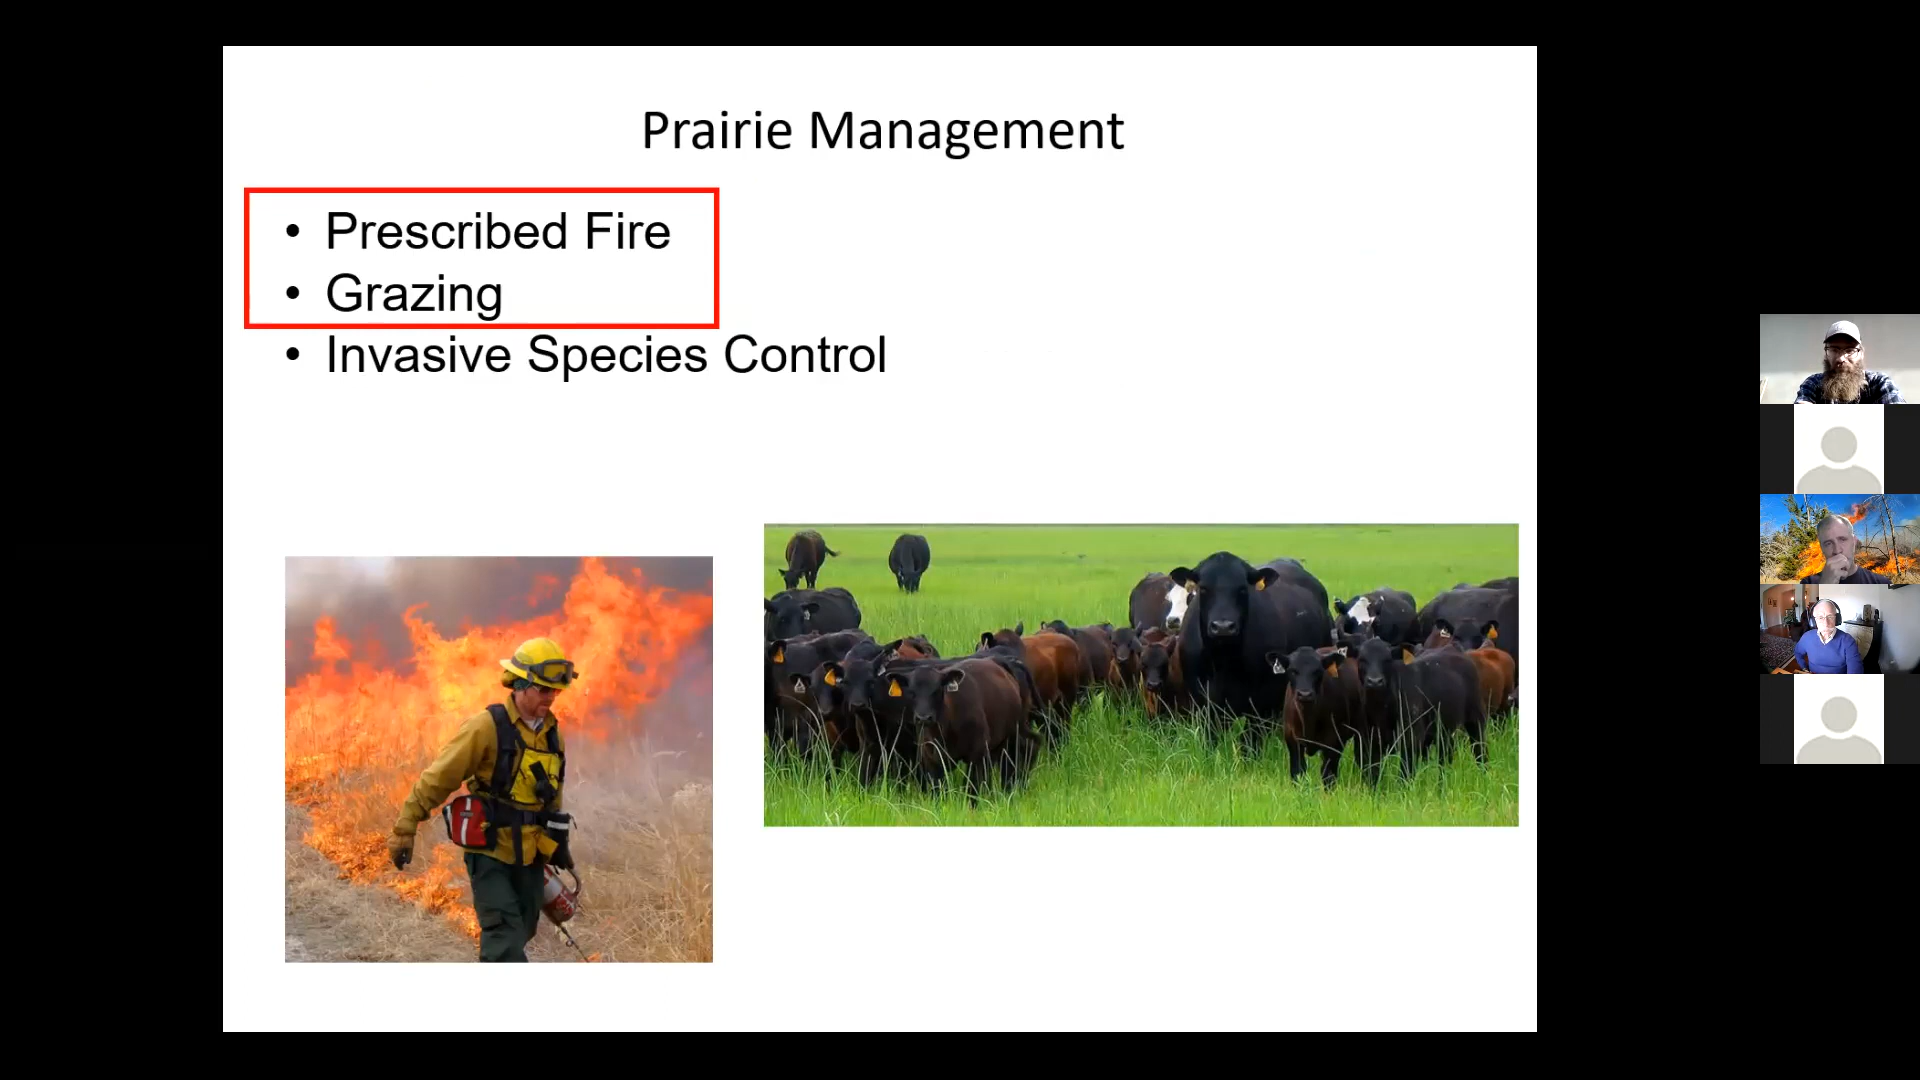 Prairie Management
• Prescribed Fire
• Grazing
• Invasive Species Control